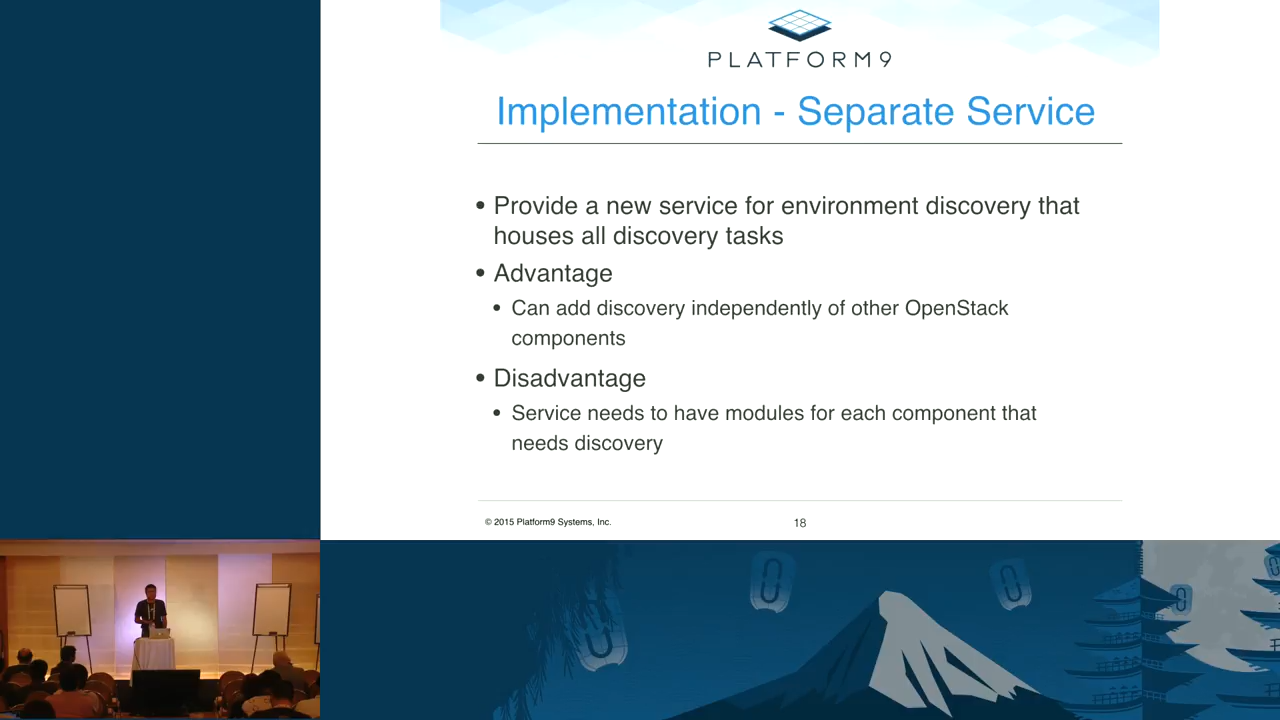 PLATFORM9
Implementation - Separate Service
• Provide a new service for environment discovery that
houses all discovery tasks
• Advantage
• Can add discovery independently of other OpenStack
components
• Disadvantage
• Service needs to have modules for each component that
needs discovery
© 2015 Platform9 Systems, Inc.
18